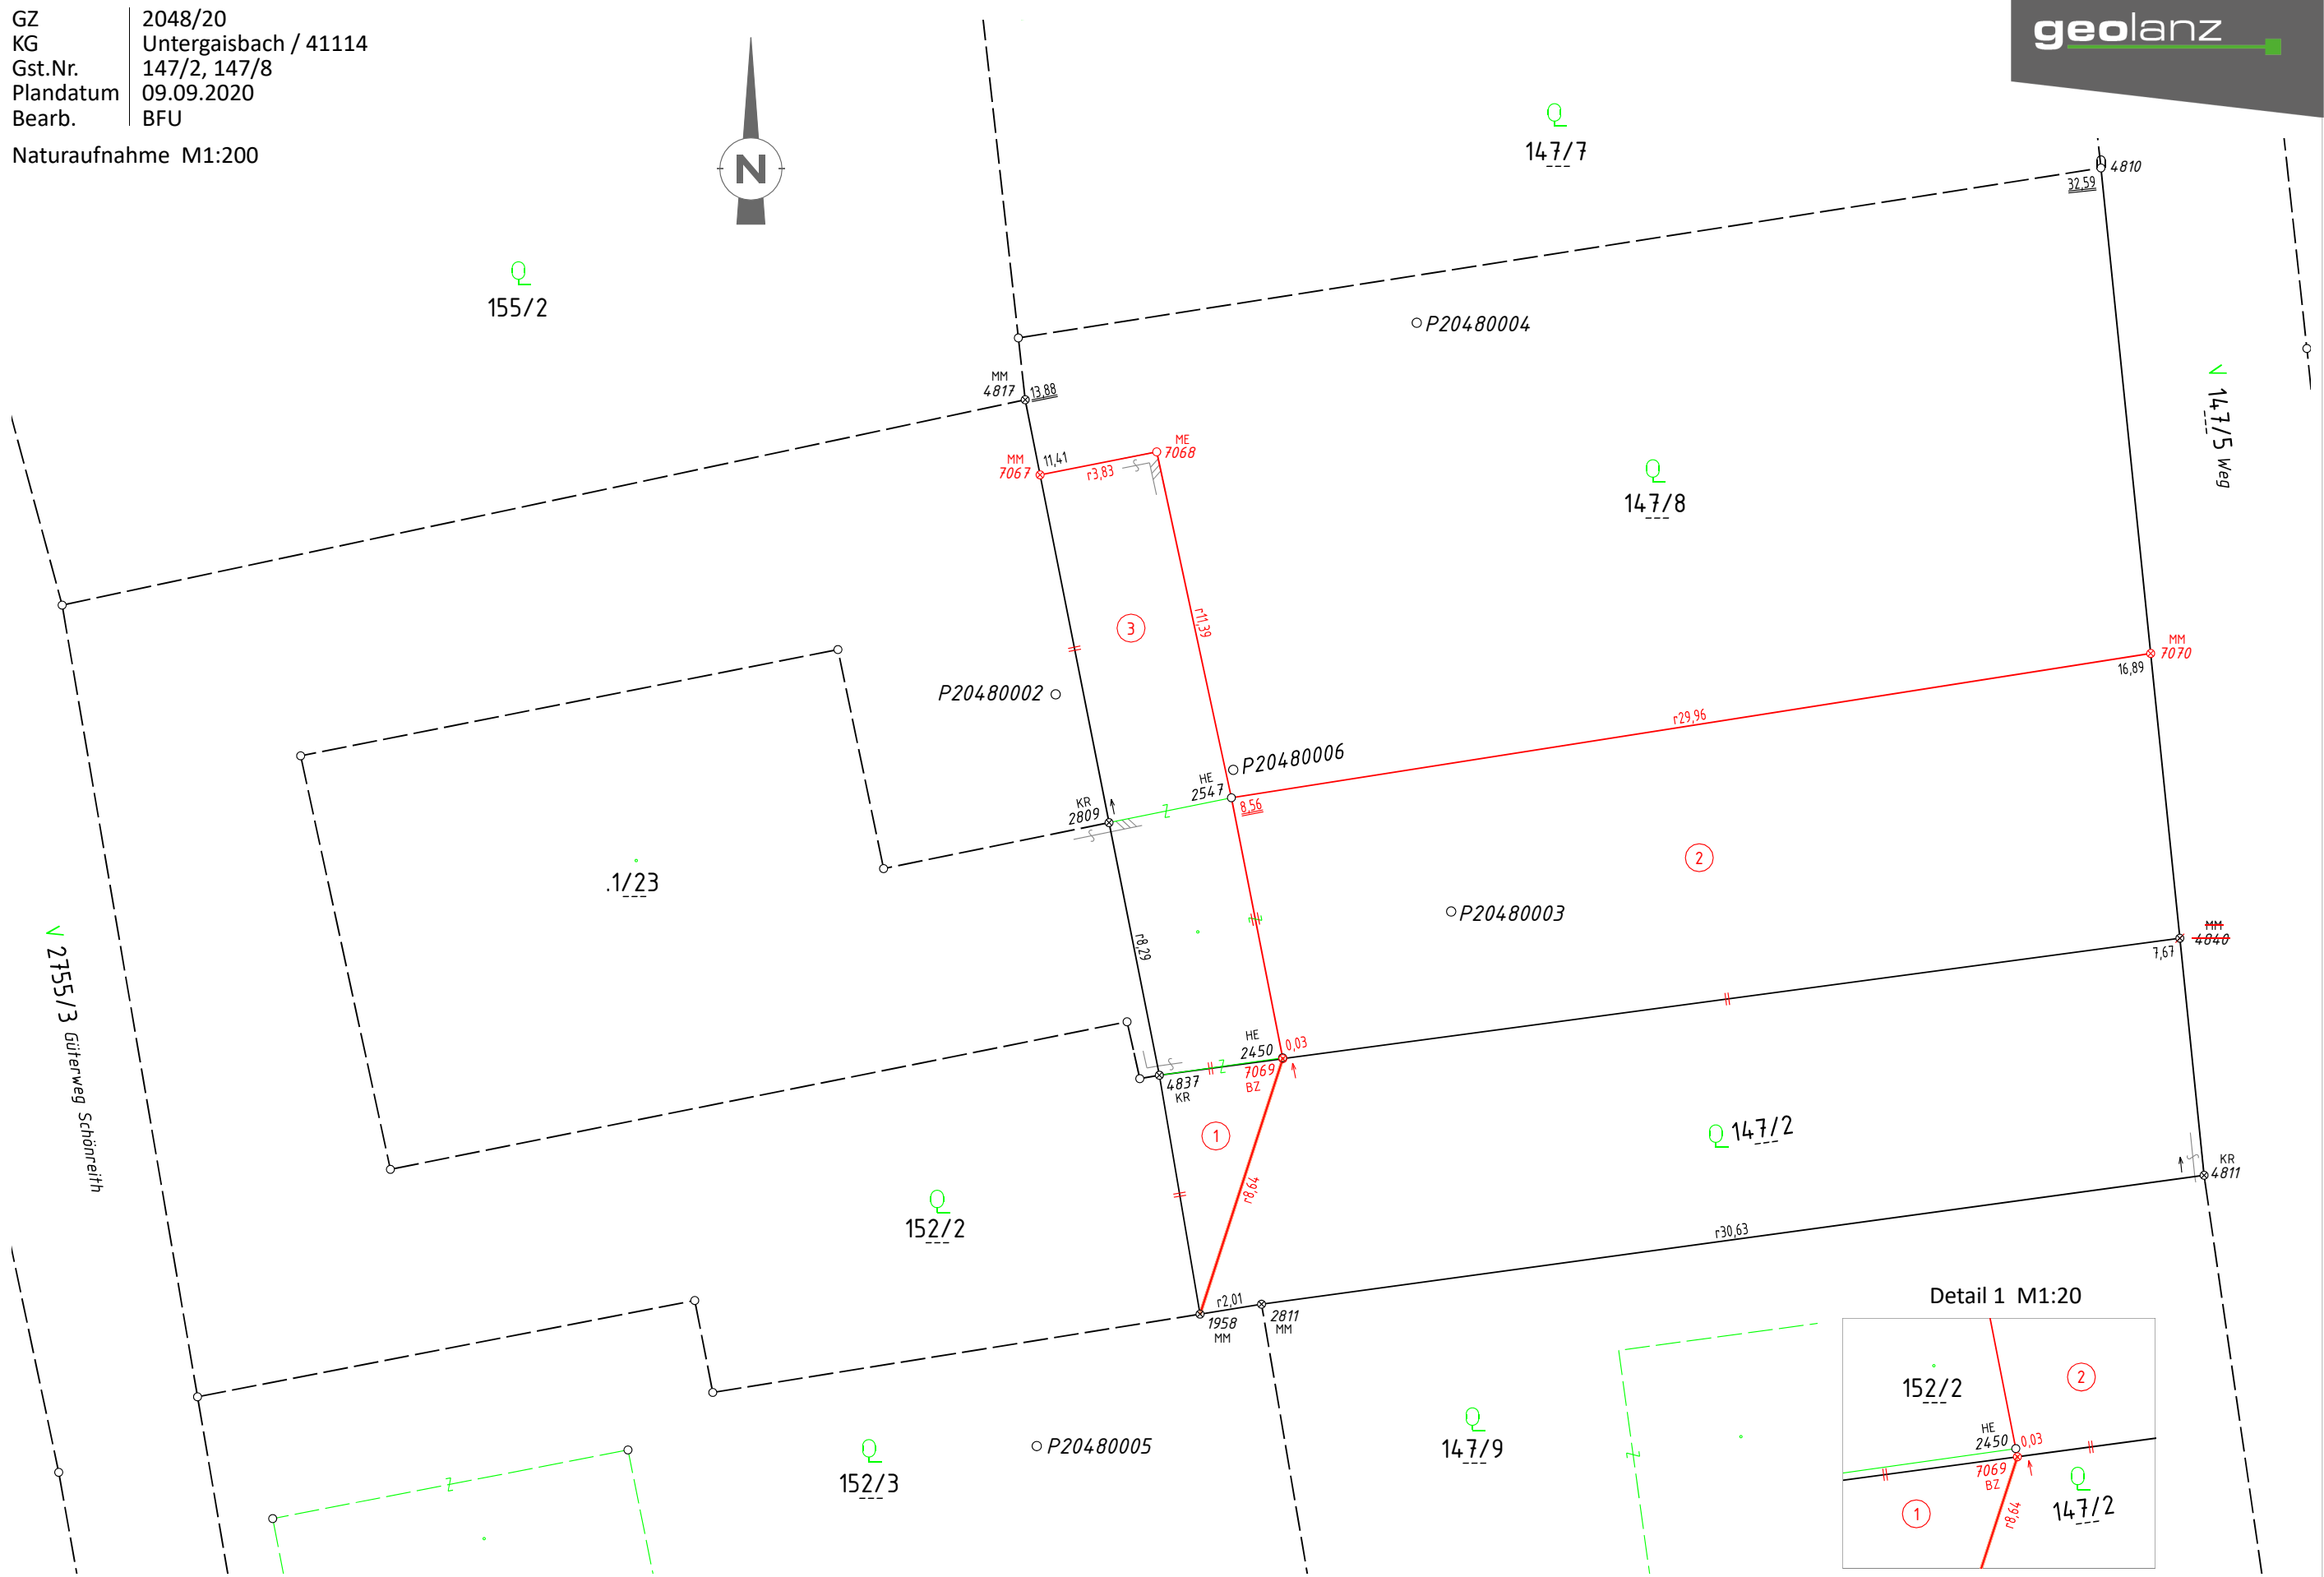 GZ 2048/20
KG Untergaisbach / 41114
Gst.Nr. 147/2, 147/8
Plandatum 09.09.2020
Bearb. BFU
Naturaufnahme M1:200
N
geolanz
Q
147/7
4810
32,59
Q
155/2
P20480004
MM
4817
13,88
V 147/5 Weg
ME
7068
MM
7067
11,41
r3,83
Q
147/8
r11,39
3
MM
7070
16,89
P20480002
r29,96
P20480006
HE
2547
8,56
KR
2809
Z
2
.1/23
P20480003
MM
4840
7,67
r8,29
V 2755/3 Güterweg Schönreith
HE
2450
0,03
Z
7069
BZ
4837
KR
1
Q 147/2
KR
4811
r8,64
Q
152/2
r30,63
r2,01
1958
MM
2811
MM
Detail 1 M1:20
152/2
2
HE
2450
0,03
7069
BZ
Q
147/2
1
r8,64
Q
147/9
Z
P20480005
Q
152/3
Z